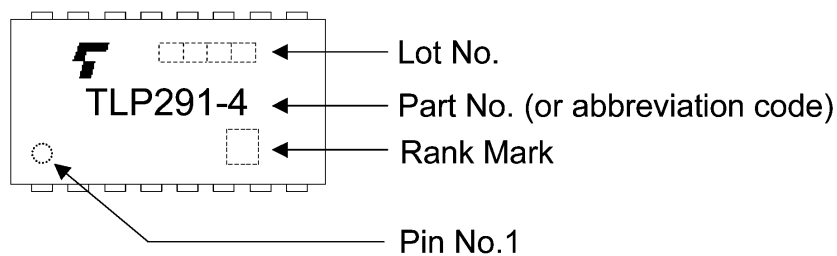 Lot No.
TLP291-4
Part No. (or abbreviation code)
Rank Mark
Pin No.1